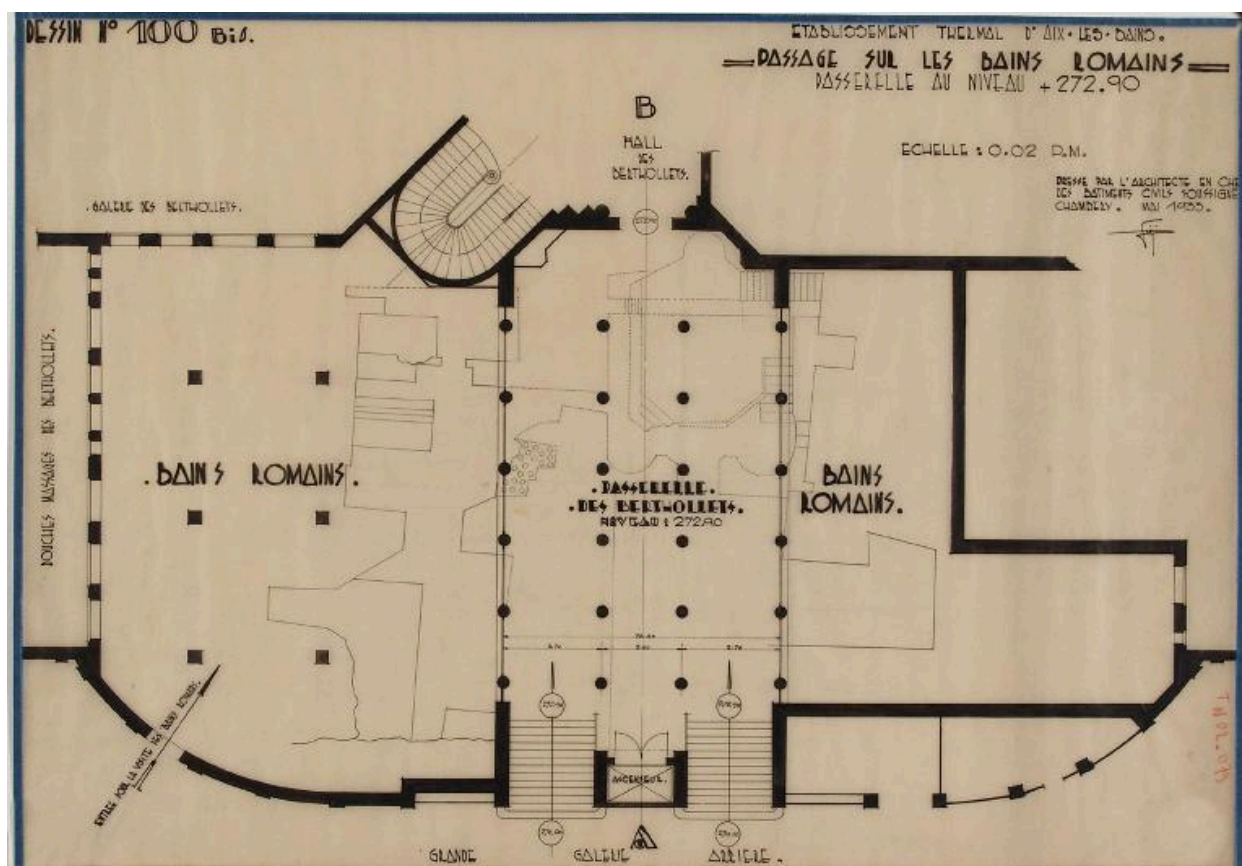 DESSIN N° 100 Bis.
ETABLISSEMENT THERMAL D'AIX-LES-BAINS.
PASSAGE SUR LES BAINS ROMAINS
PASSERELLE AU NIVEAU +272.90
ECHELLE : 0.02 P.M.
DRESSE PAR L'ARCHITECTE EN CHE
DES BATIMENTS CIVILS SOUSSIGNE
CHAMBERY. MAI 1933.
B
HALL
DES
BERTHOLLETS.
.GALERIE DES BERTHOLLETS.
DOUCHES MASSAGES DES BERTHOLLETS.
.BAINS ROMAINS.
.PASSERELLE.
.DES BERTHOLLETS.
NIVEAU : 272.90
BAINS
ROMAINS.
ENTREE POUR LA VISITE DES BAINS ROMAINS.
ASCENSEUR.
A
GRANDE GALERIE ARRIERE.